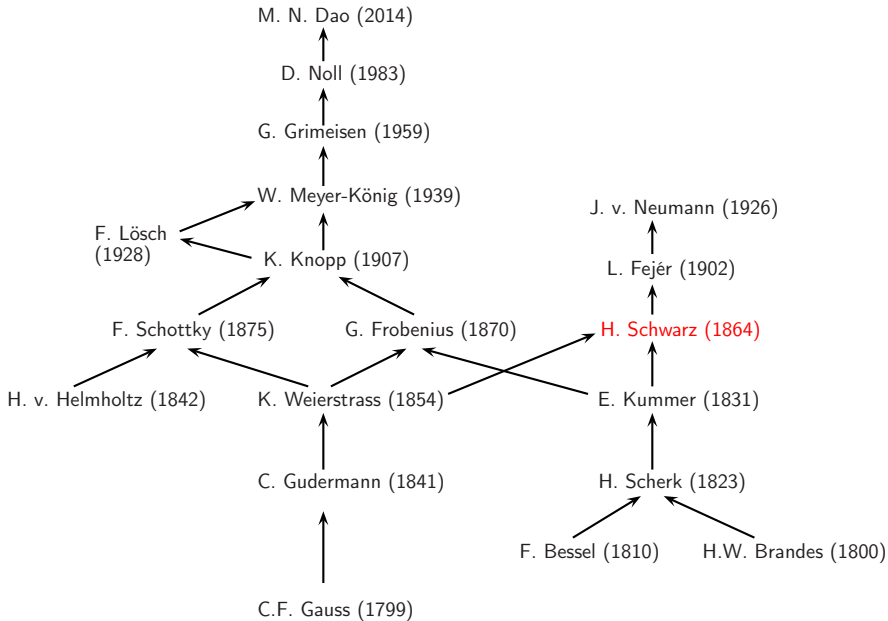 M. N. Dao (2014)
D. Noll (1983)
G. Grimeisen (1959)
W. Meyer-König (1939)
J. v. Neumann (1926)
F. Lösch
(1928)
K. Knopp (1907)
L. Fejér (1902)
F. Schottky (1875)
G. Frobenius (1870)
H. Schwarz (1864)
H. v. Helmholtz (1842)
K. Weierstrass (1854)
E. Kummer (1831)
C. Gudermann (1841)
H. Scherk (1823)
F. Bessel (1810)
H.W. Brandes (1800)
C.F. Gauss (1799)